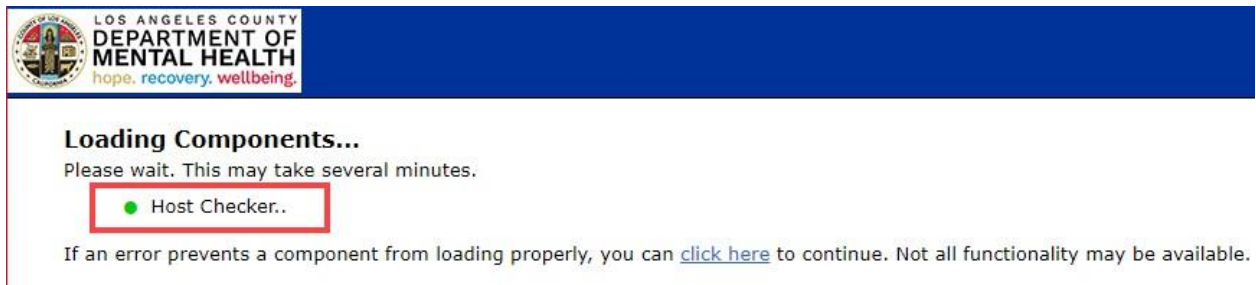 LOS ANGELES COUNTY
DEPARTMENT OF
MENTAL HEALTH
hope. recovery. wellbeing.
Loading Components...
Please wait. This may take several minutes.
Host Checker..
If an error prevents a component from loading properly, you can click here to continue. Not all functionality may be available.